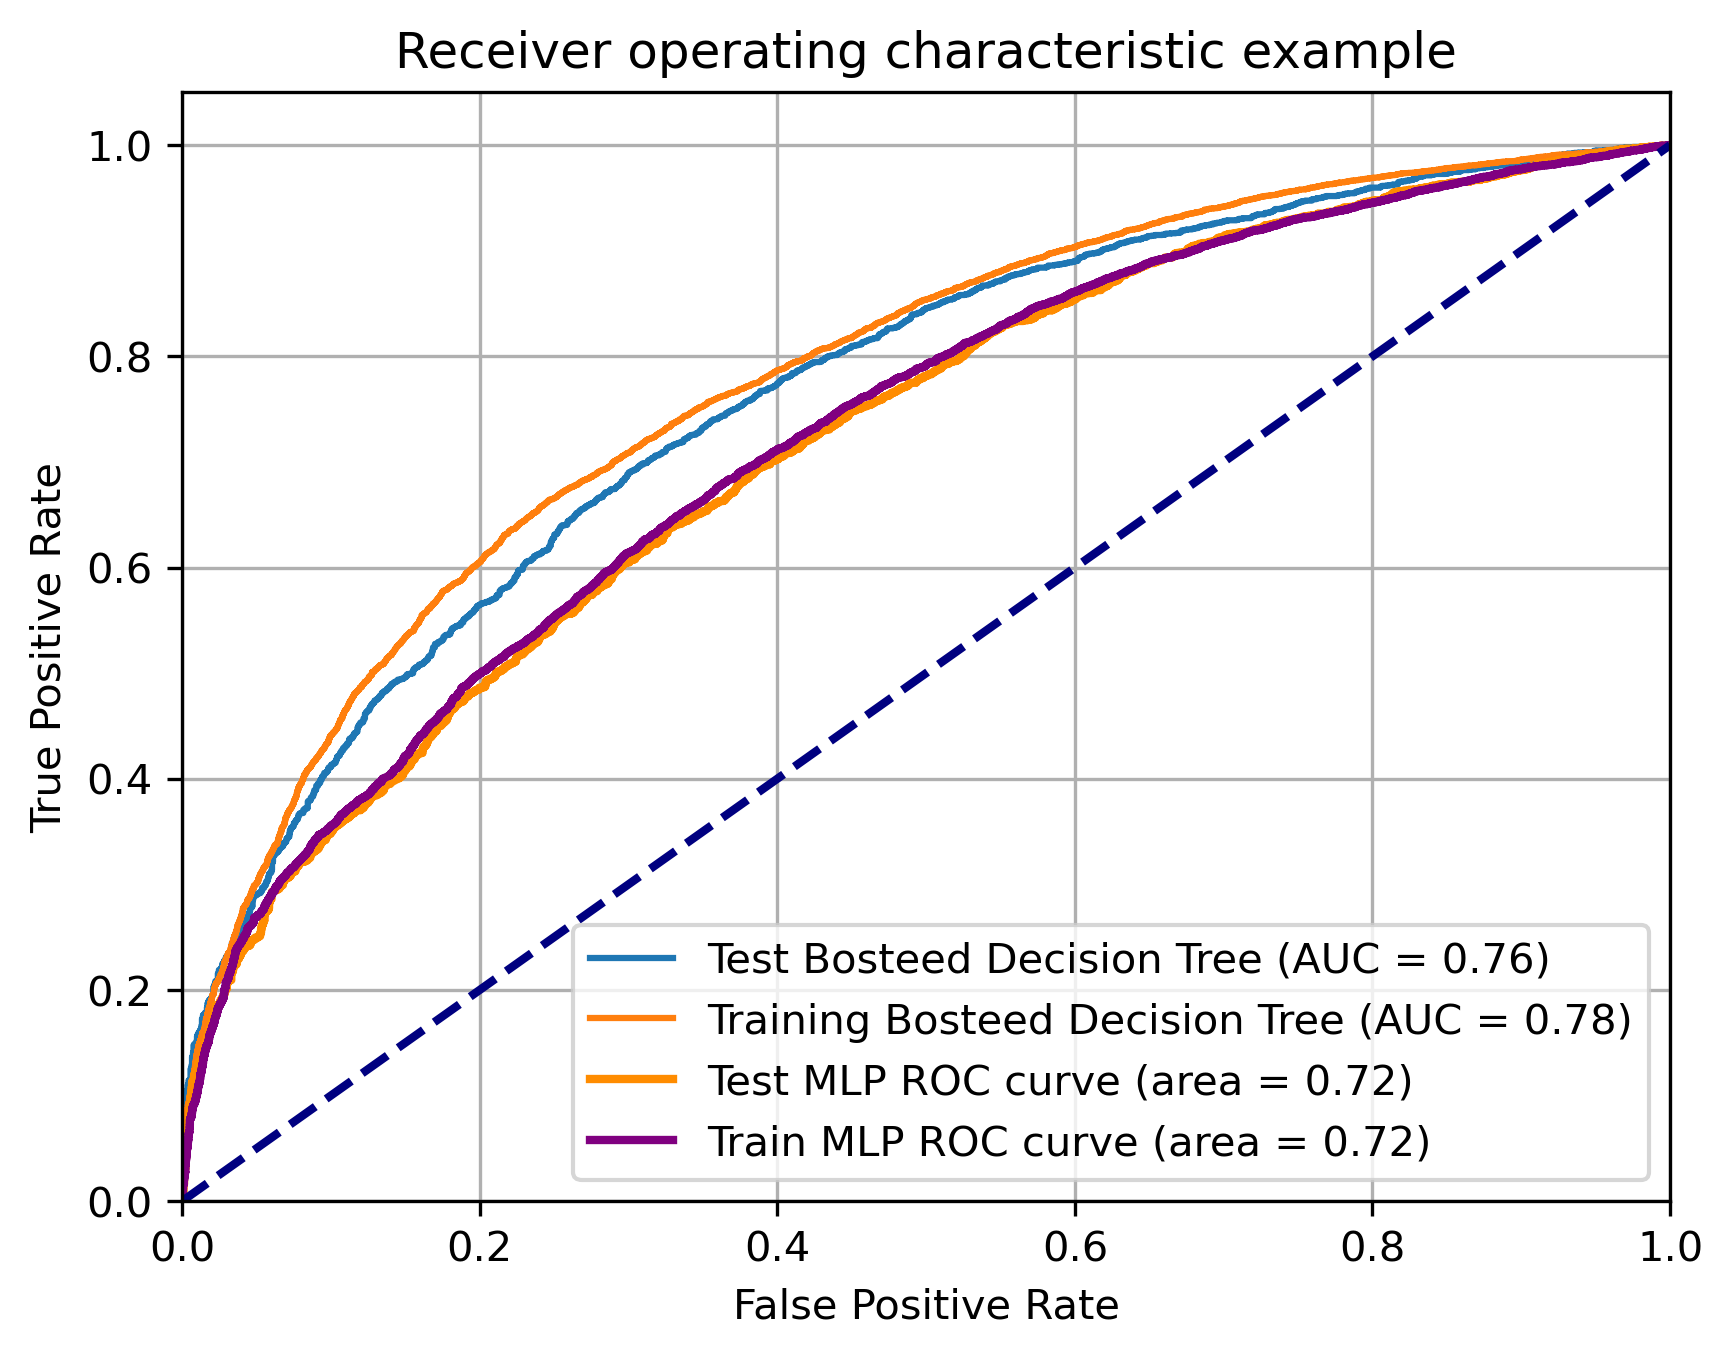 Receiver operating characteristic example
True Positive Rate
1.0
0.8
0.6
0.4
0.2
0.0
Test Bosteed Decision Tree (AUC = 0.76)
Training Bosteed Decision Tree (AUC = 0.78)
Test MLP ROC curve (area = 0.72)
Train MLP ROC curve (area = 0.72)
0.0 0.2 0.4 0.6 0.8 1.0
False Positive Rate